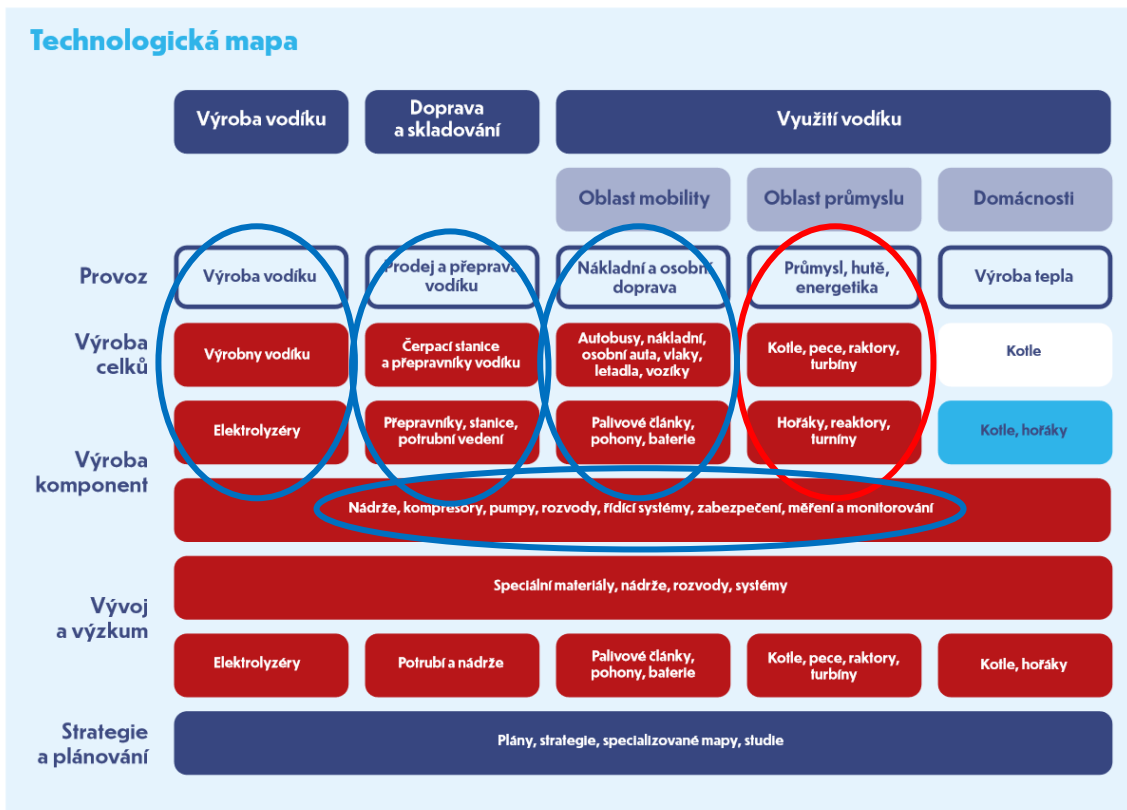 Technologická mapa
Výroba vodíku
Doprava
a skladování
Využití vodíku
Oblast mobility
Oblast průmyslu
Domácnosti
Provoz
Výroba vodíku
Prodej a přeprava
vodíku
Nákladní a osobní
doprava
Průmysl, hutě,
energetika
Výroba tepla
Výroba
celků
Výrobny vodíku
Čerpací stanice
a přepravníky vodíku
Autobusy, nákladní,
osobní auta, vlaky,
letadla, vozíky
Kotle, pece, raktory,
turbíny
Kotle
Výroba
komponent
Elektrolyzéry
Přepravníky, stanice,
potrubní vedení
Palivové články,
pohony, baterie
Hořáky, reaktory,
turníny
Kotle, hořáky
Nádrže, kompresory, pumpy, rozvody, řídící systémy, zabezpečení, měření a monitorování
Vývoj
a výzkum
Speciální materiály, nádrže, rozvody, systémy
Elektrolyzéry
Potrubí a nádrže
Palivové články,
pohony, baterie
Kotle, pece, raktory,
turbíny
Kotle, hořáky
Strategie
a plánování
Plány, strategie, specializované mapy, studie